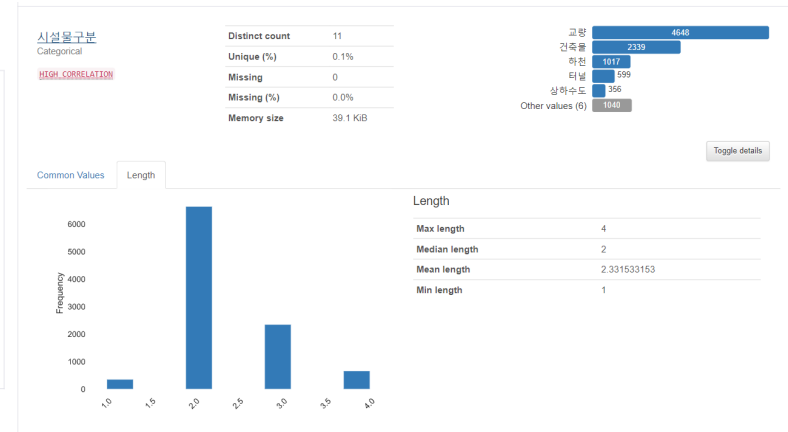 시설물구분
Categorical
HIGH CORRELATION
Distinct count 11
Unique (%) 0.1%
Missing 0
Missing (%) 0.0%
Memory size 39.1 KiB
교량 4648
건축물 2339
하천 1017
터널 599
상하수도 356
Other values (6) 1040
Toggle details
Common Values Length
Frequency
6000
5000
4000
3000
2000
1000
0
1.0 1.5 2.0 2.5 3.0 3.5 4.0
Length
Max length 4
Median length 2
Mean length 2.331533153
Min length 1